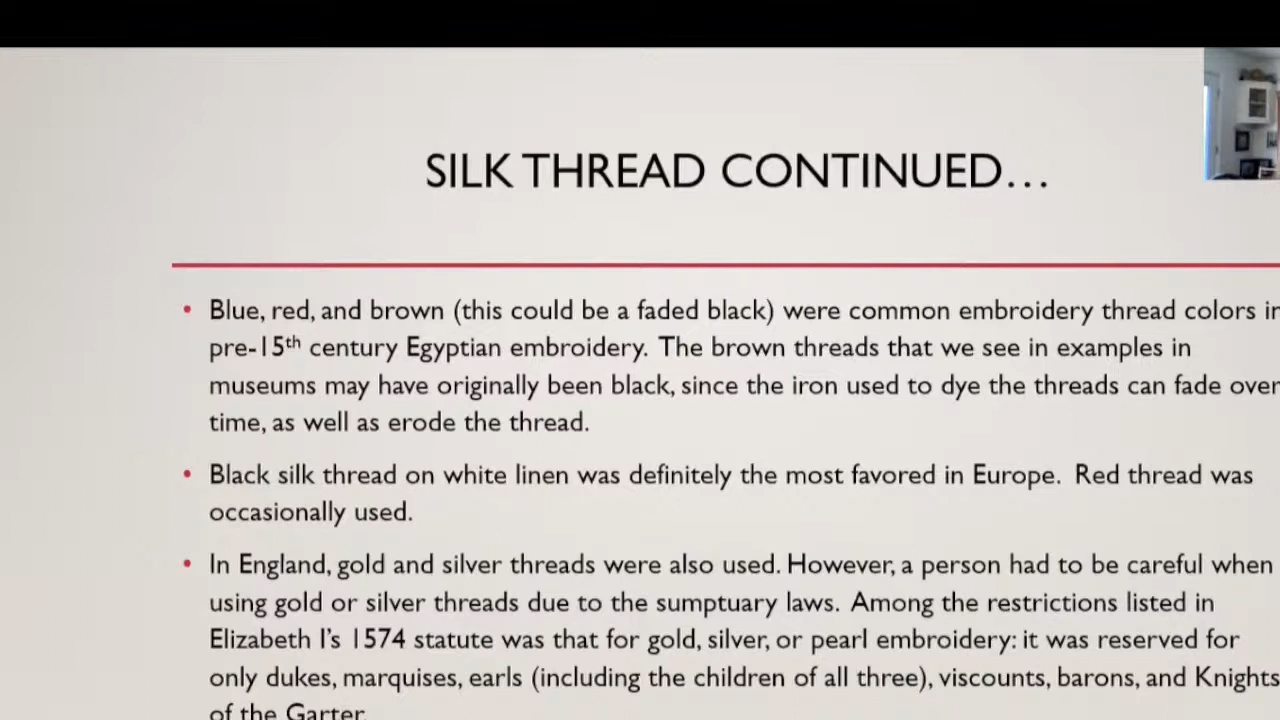 SILK THREAD CONTINUED...
• Blue, red, and brown (this could be a faded black) were common embroidery thread colors in
pre-15th century Egyptian embroidery. The brown threads that we see in examples in
museums may have originally been black, since the iron used to dye the threads can fade over
time, as well as erode the thread.
• Black silk thread on white linen was definitely the most favored in Europe. Red thread was
occasionally used.
• In England, gold and silver threads were also used. However, a person had to be careful when
using gold or silver threads due to the sumptuary laws. Among the restrictions listed in
Elizabeth I's 1574 statute was that for gold, silver, or pearl embroidery: it was reserved for
only dukes, marquises, earls (including the children of all three), viscounts, barons, and Knights
of the Garter.